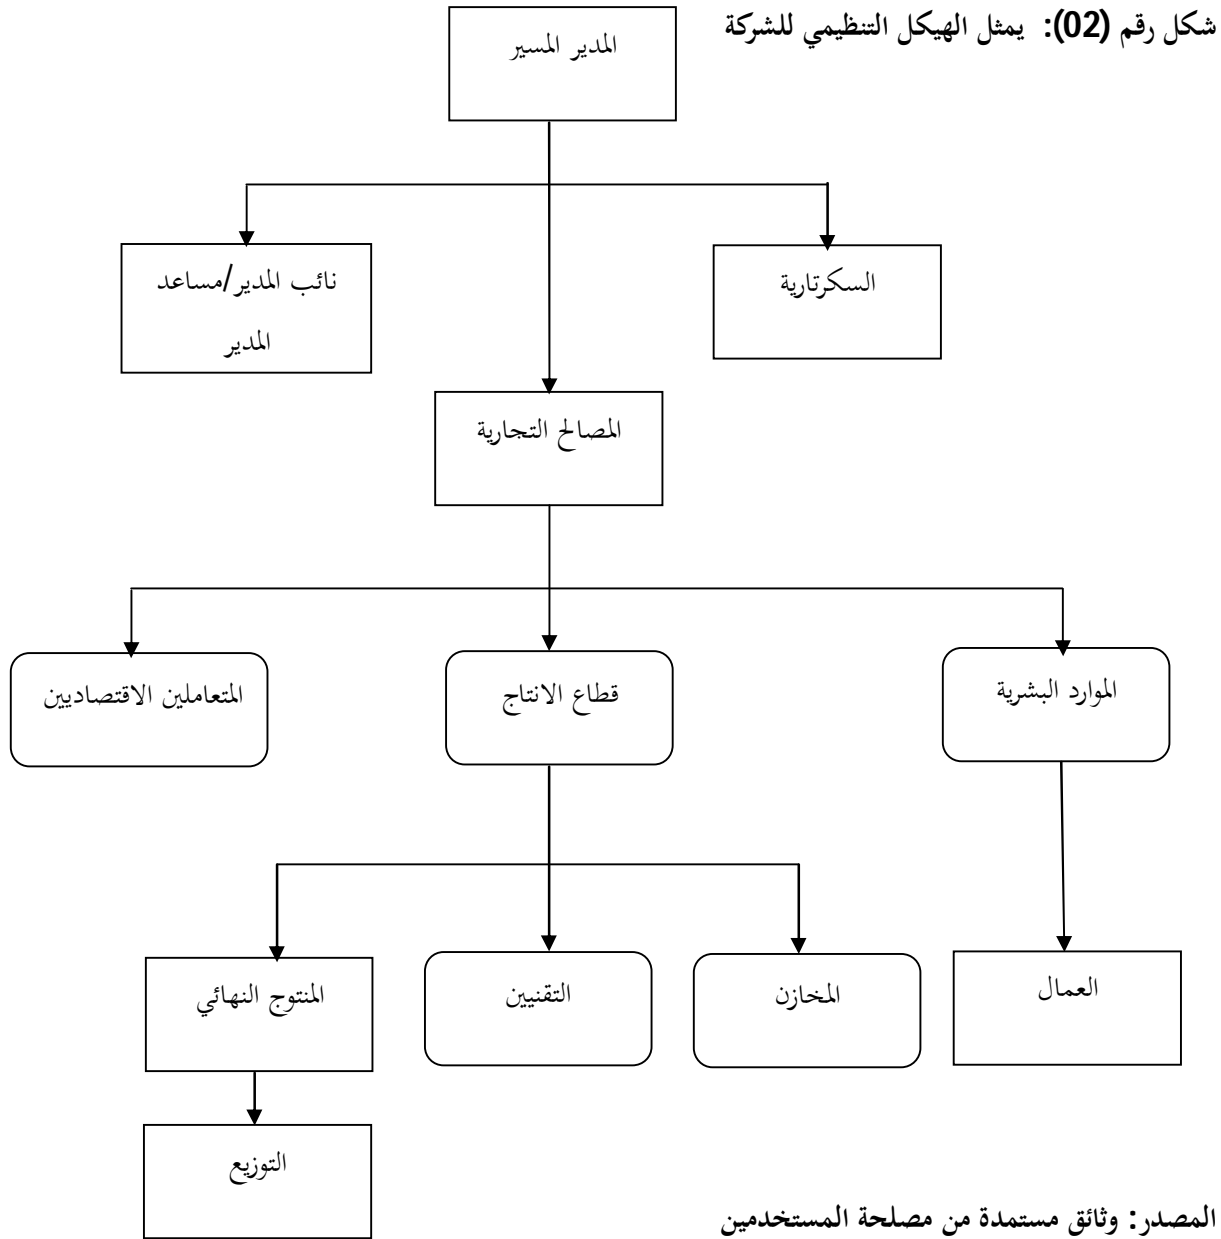 شكل رقم (02): يمثل الهيكل التنظيمي للشركة
المدير المسير
السكرتارية
نائب المدير/مساعد
المدير
المصالح التجارية
الموارد البشرية
قطاع الانتاج
المتعاملين الاقتصاديين
العمال
المخازن
التقنيين
المنتوج النهائي
التوزيع
المصدر: وثائق مستمدة من مصلحة المستخدمين